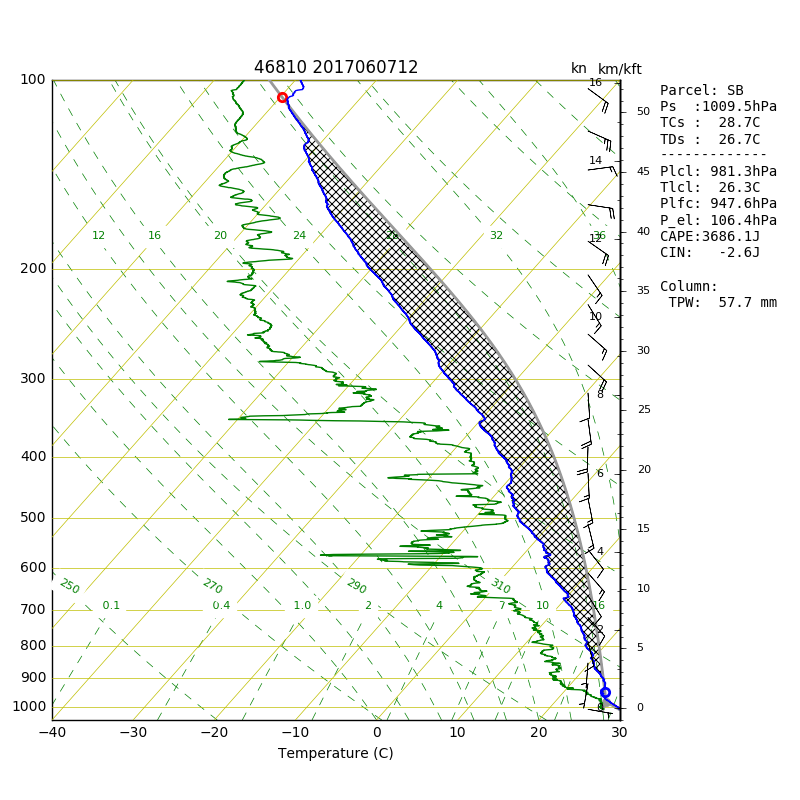 46810 2017060712
kn km/kft
Parcel: SB
Ps :1009.5hPa
TCs : 28.7C
TDs : 26.7C
-------------
Plcl: 981.3hPa
Tlcl: 26.3C
Plfc: 947.6hPa
P_el: 106.4hPa
CAPE:3686.1J
CIN: -2.6J
Column:
TPW: 57.7 mm
100
200
300
400
500
600
700
800
900
1000
16
14
12
10
8
6
4
2
0
50
45
40
35
30
25
20
15
10
5
0
12 16 20 24 28 32 36
250 270 290 310
0.1 0.4 1.0 2 4 7 10 16
−40 −30 −20 −10 0 10 20 30
Temperature (C)